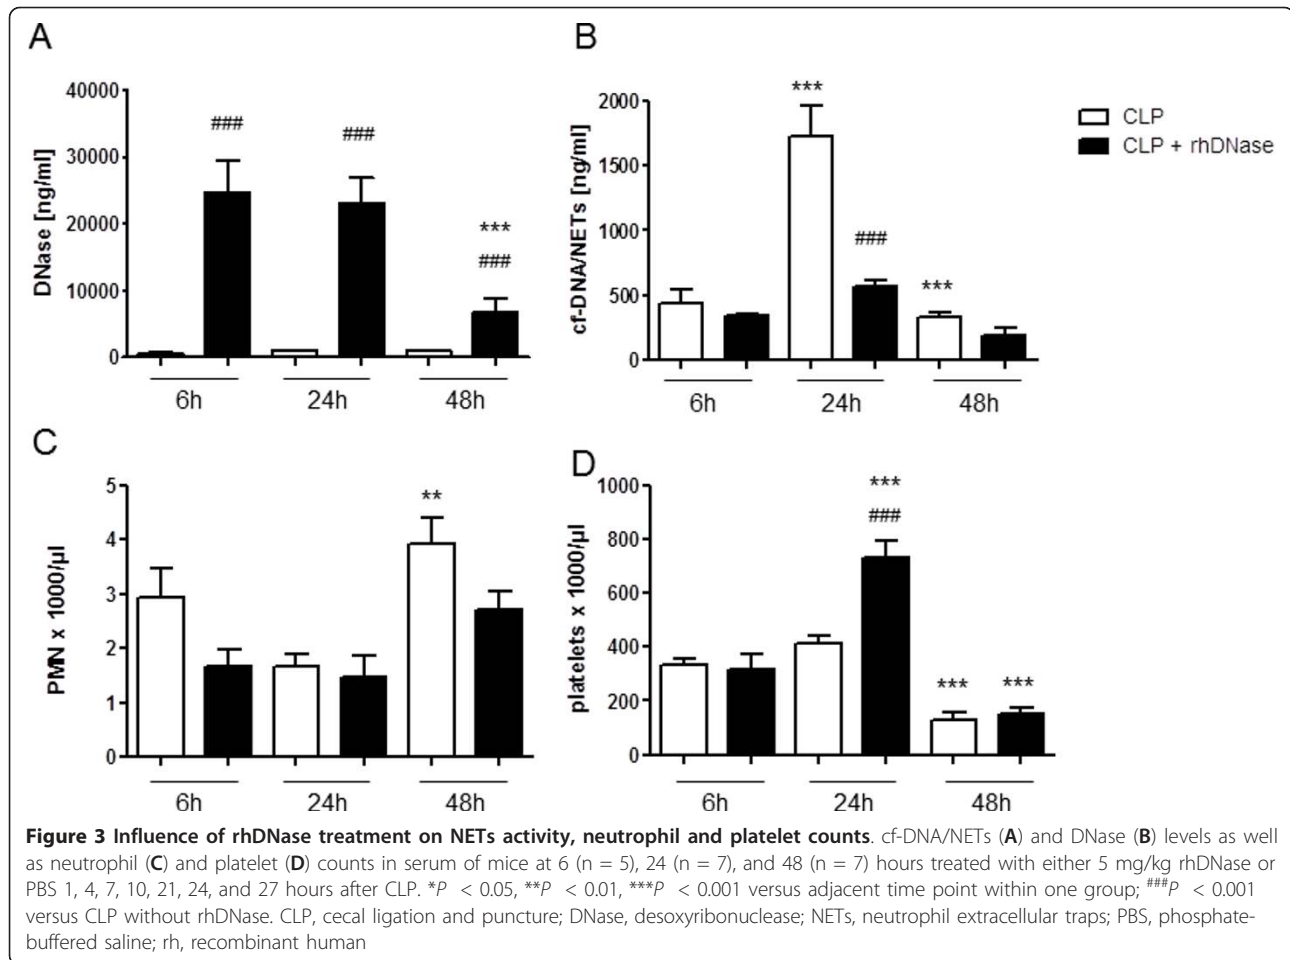 A
DNase [ng/ml]
40000
30000
20000
10000
0
###
###
***
###
6h
24h
48h
B
cf-DNA/NETs [ng/ml]
2000
1500
1000
500
0
***
###
***
6h
24h
48h
CLP
CLP + rhDNase
C
PMN x 1000/µl
5
4
3
2
1
0
**
6h
24h
48h
D
platelets x 1000/µl
1000
800
600
400
200
0
***
###
***
***
6h
24h
48h
Figure 3 Influence of rhDNase treatment on NETs activity, neutrophil and platelet counts. cf-DNA/NETs (A) and DNase (B) levels as well
as neutrophil (C) and platelet (D) counts in serum of mice at 6 (n = 5), 24 (n = 7), and 48 (n = 7) hours treated with either 5 mg/kg rhDNase or
PBS 1, 4, 7, 10, 21, 24, and 27 hours after CLP. *P < 0.05, **P < 0.01, ***P < 0.001 versus adjacent time point within one group; ###P < 0.001
versus CLP without rhDNase. CLP, cecal ligation and puncture; DNase, desoxyribonuclease; NETs, neutrophil extracellular traps; PBS, phosphate-
buffered saline; rh, recombinant human